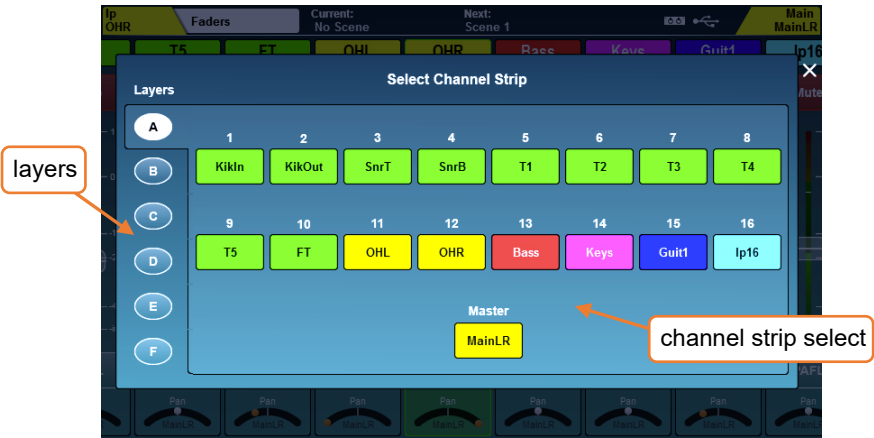 Ip
OHR
Faders
Current:
No Scene
Next:
Scene 1
Main
MainLR
T5
FT
OHL
OHR
Bass
Keys
Guit1
Ip16
Select Channel Strip
Layers
Mute
A
1
2
3
4
5
6
7
8
B
KikIn
KikOut
SnrT
SnrB
T1
T2
T3
T4
layers
C
9
10
11
12
13
14
15
16
D
T5
FT
OHL
OHR
Bass
Keys
Guit1
Ip16
E
Master
channel strip select
MainLR
F
PAFL
Pan
Pan
Pan
Pan
Pan
Pan
Pan
Pan
MainLR
MainLR
MainLR
MainLR
MainLR
MainLR
MainLR
MainLR